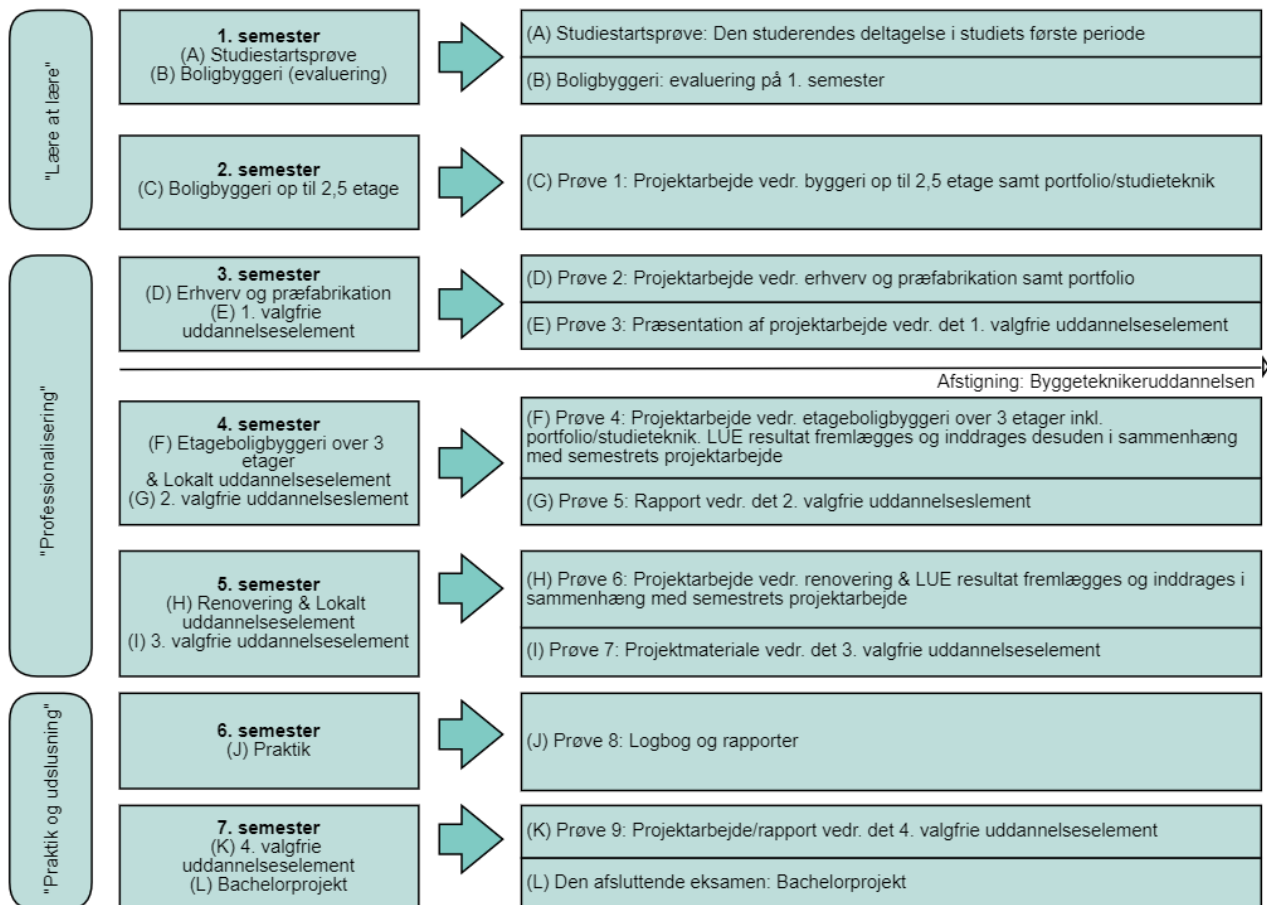 "Lære at lære"
1. semester
(A) Studiestartsprøve
(B) Boligbyggeri (evaluering)
(A) Studiestartsprøve: Den studerendes deltagelse i studiets første periode
(B) Boligbyggeri: evaluering på 1. semester
2. semester
(C) Boligbyggeri op til 2,5 etage
(C) Prøve 1: Projektarbejde vedr. byggeri op til 2,5 etage samt portfolio/studieteknik
"Professionalisering"
3. semester
(D) Erhverv og præfabrikation
(E) 1. valgfrie
uddannelseselement
(D) Prøve 2: Projektarbejde vedr. erhverv og præfabrikation samt portfolio
(E) Prøve 3: Præsentation af projektarbejde vedr. det 1. valgfrie uddannelseselement
Afstigning: Byggeteknikeruddannelsen
4. semester
(F) Etageboligbyggeri over 3
etager
& Lokalt uddannelseselement
(G) 2. valgfrie uddannelseslement
(F) Prøve 4: Projektarbejde vedr. etageboligbyggeri over 3 etager inkl.
portfolio/studieteknik. LUE resultat fremlægges og inddrages desuden i sammenhæng
med semestrets projektarbejde
(G) Prøve 5: Rapport vedr. det 2. valgfrie uddannelseslement
5. semester
(H) Renovering & Lokalt
uddannelseselement
(I) 3. valgfrie uddannelseselement
(H) Prøve 6: Projektarbejde vedr. renovering & LUE resultat fremlægges og inddrages i
sammenhæng med semestrets projektarbejde
(I) Prøve 7: Projektmateriale vedr. det 3. valgfrie uddannelseselement
"Praktik og udslusning"
6. semester
(J) Praktik
(J) Prøve 8: Logbog og rapporter
7. semester
(K) 4. valgfrie
uddannelseselement
(L) Bachelorprojekt
(K) Prøve 9: Projektarbejde/rapport vedr. det 4. valgfrie uddannelseselement
(L) Den afsluttende eksamen: Bachelorprojekt